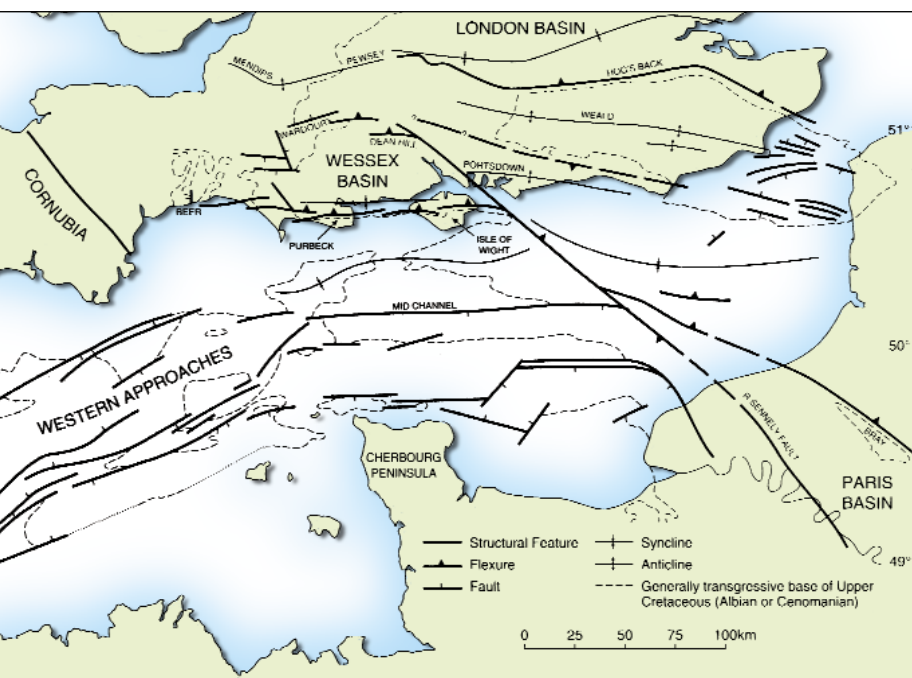 LONDON BASIN
MENDIPS
PEWSEY
HOG'S BACK
WEALD
51°
WARDOUR
DEAN HILL
WESSEX
BASIN
PORTSDOWN
CORNUBIA
PURBECK
ISLE OF
WIGHT
MID CHANNEL
50°
WESTERN APPROACHES
R SENNELY FAULT
BRAY
CHERBOURG
PENINSULA
PARIS
BASIN
Structural Feature
Syncline
Flexure
Anticline
Fault
Generally transgressive base of Upper
Cretaceous (Albian or Cenomanian)
49°
0 25 50 75 100km